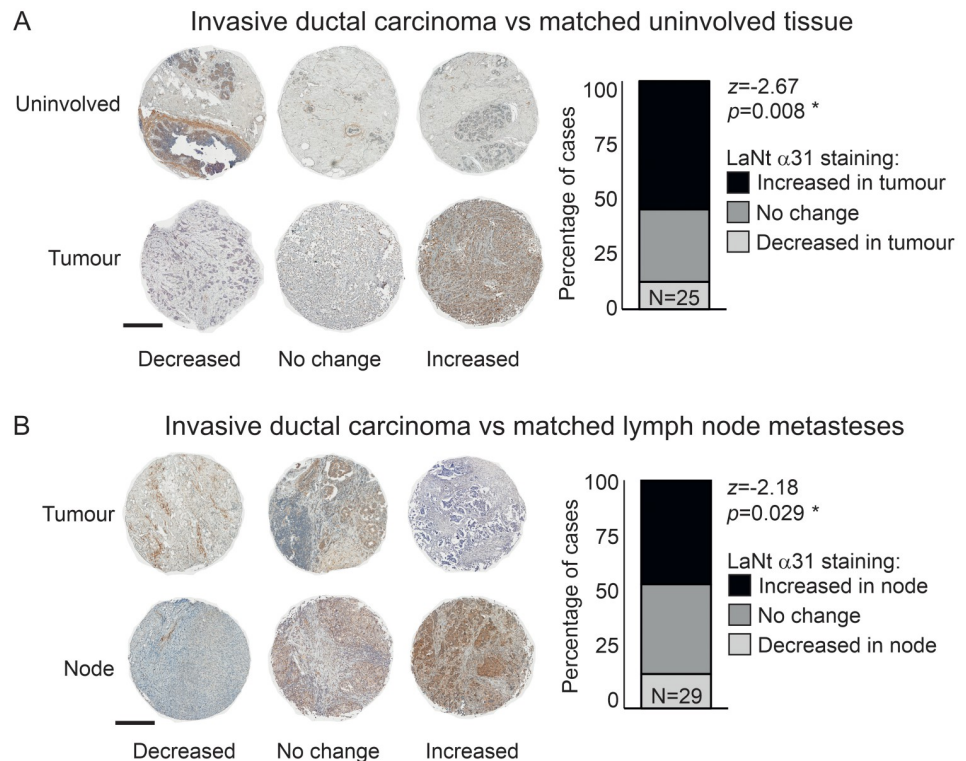 A
Invasive ductal carcinoma vs matched uninvolved tissue
Uninvolved
Tumour
Decreased
No change
Increased
Percentage of cases
100
75
50
25
0
N=25
z=-2.67
p=0.008 *
LaNt α31 staining:
Increased in tumour
No change
Decreased in tumour
B
Invasive ductal carcinoma vs matched lymph node metasteses
Tumour
Node
Decreased
No change
Increased
Percentage of cases
100
75
50
25
0
N=29
z=-2.18
p=0.029 *
LaNt α31 staining:
Increased in node
No change
Decreased in node